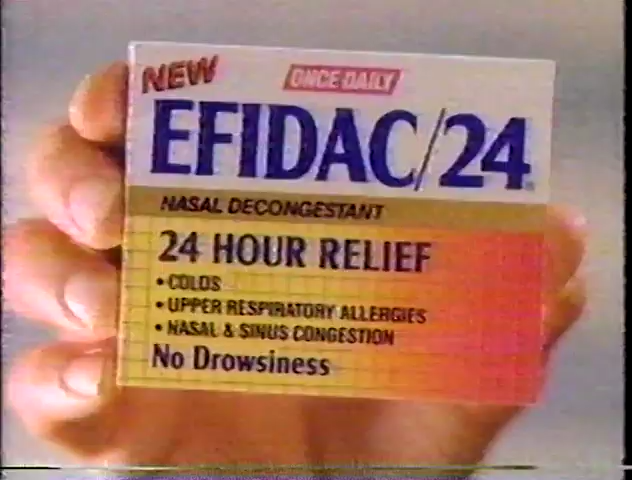 NEW
ONCE-DAILY
EFIDAC/24
NASAL DECONGESTANT
24 HOUR RELIEF
• COLDS
• UPPER RESPIRATORY ALLERGIES
• NASAL & SINUS CONGESTION
No Drowsiness